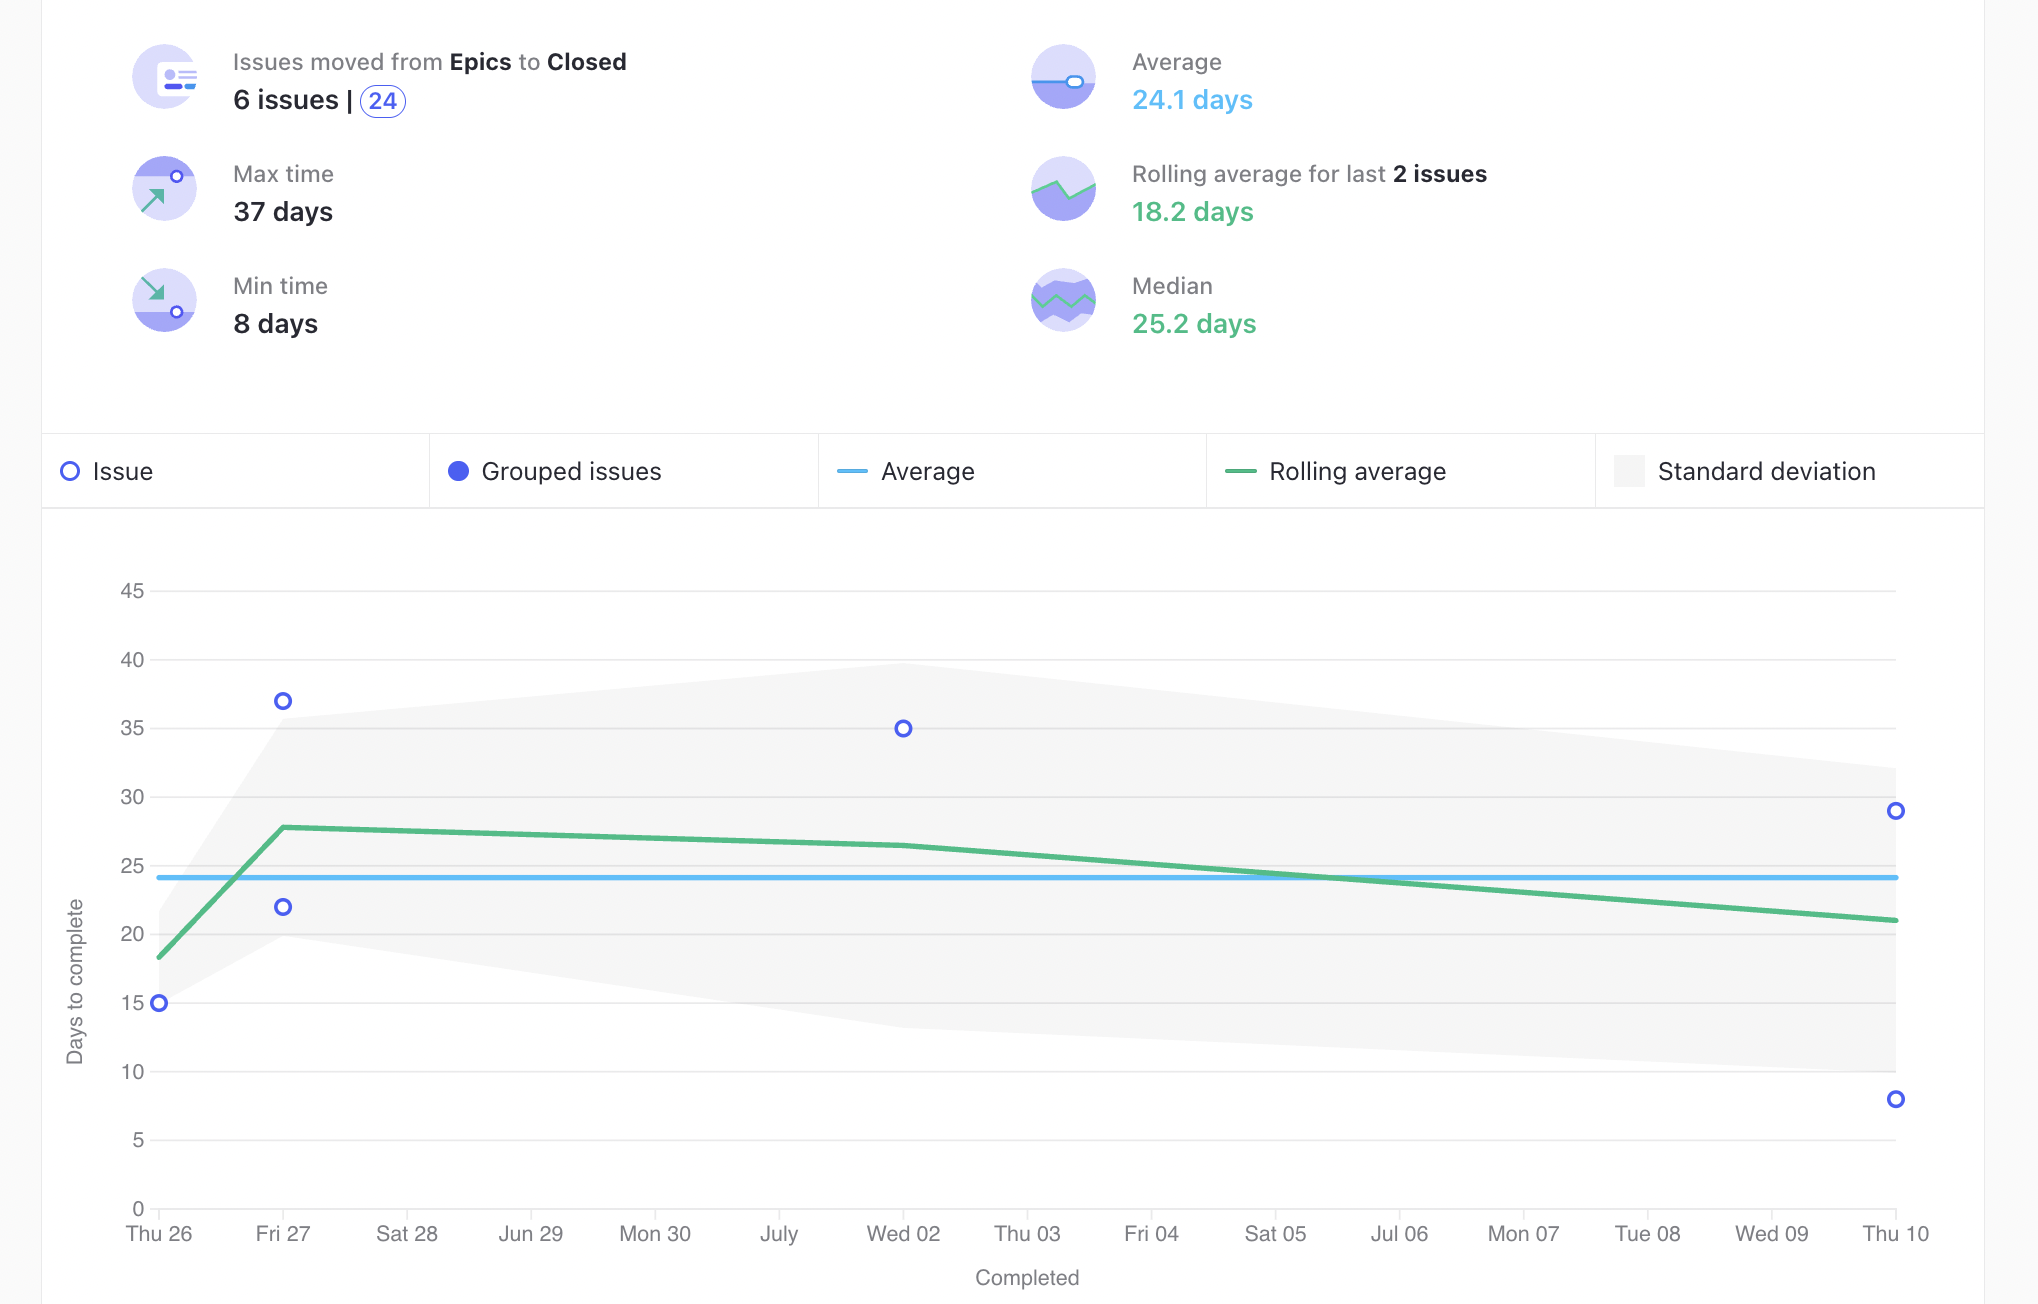 Issues moved from Epics to Closed
6 issues | 24
Max time
37 days
Min time
8 days
Average
24.1 days
Rolling average for last 2 issues
18.2 days
Median
25.2 days
Issue
Grouped issues
Average
Rolling average
Standard deviation
45
40
35
30
25
20
15
10
5
0
Days to complete
Thu 26 Fri 27 Sat 28 Jun 29 Mon 30 July Wed 02 Thu 03 Fri 04 Sat 05 Jul 06 Mon 07 Tue 08 Wed 09 Thu 10
Completed